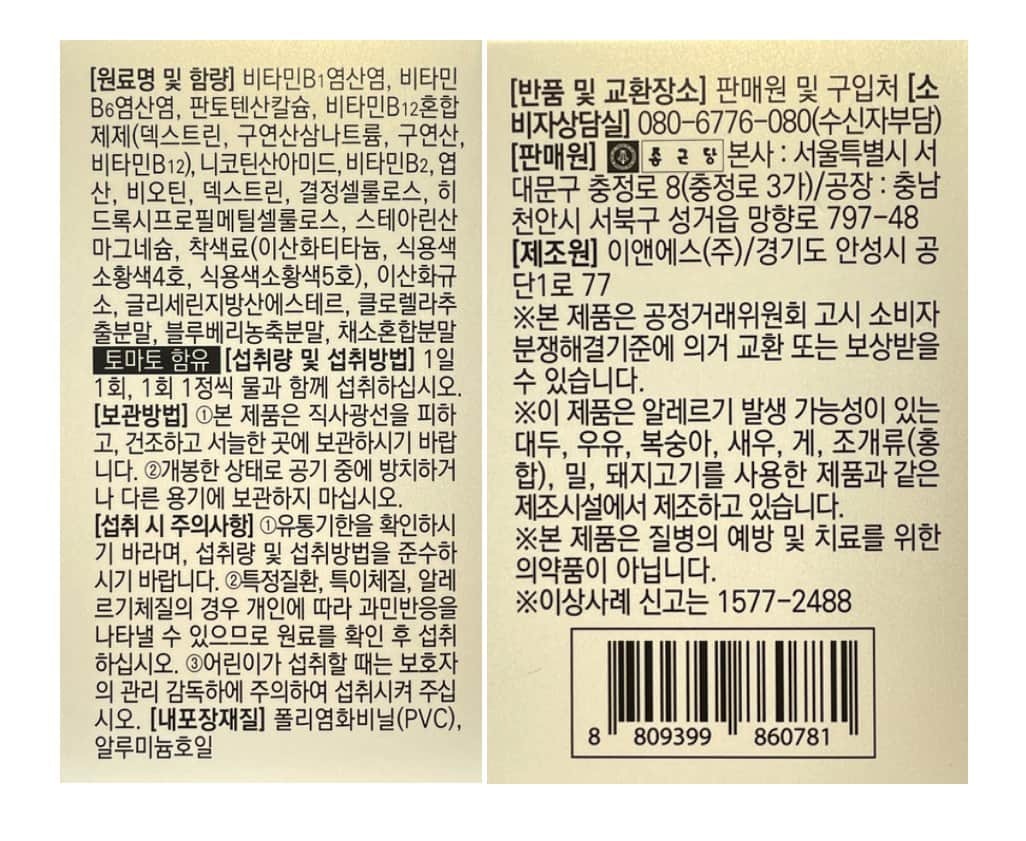 [원료명 및 함량] 비타민B1염산염, 비타민
B6염산염, 판토텐산칼슘, 비타민B12혼합
제제(덱스트린, 구연산삼나트륨, 구연산,
비타민B12), 니코틴산아미드, 비타민B2, 엽
산, 비오틴, 덱스트린, 결정셀룰로스, 히
드록시프로필메틸셀룰로스, 스테아린산
마그네슘, 착색료(이산화티타늄, 식용색
소황색4호, 식용색소황색5호), 이산화규
소, 글리세린지방산에스테르, 클로렐라추
출분말, 블루베리농축분말, 채소혼합분말
토마토 함유 [섭취량 및 섭취방법] 1일
1회, 1회 1정씩 물과 함께 섭취하십시오.
[보관방법] ①본 제품은 직사광선을 피하
고, 건조하고 서늘한 곳에 보관하시기 바랍
니다. ②개봉한 상태로 공기 중에 방치하거
나 다른 용기에 보관하지 마십시오.
[섭취 시 주의사항] ①유통기한을 확인하시
기 바라며, 섭취량 및 섭취방법을 준수하
시기 바랍니다. ②특정질환, 특이체질, 알레
르기체질의 경우 개인에 따라 과민반응을
나타낼 수 있으므로 원료를 확인 후 섭취
하십시오. ③어린이가 섭취할 때는 보호자
의 관리 감독하에 주의하여 섭취시켜 주십
시오. [내포장재질] 폴리염화비닐(PVC),
알루미늄호일
[반품 및 교환장소] 판매원 및 구입처 [소
비자상담실] 080-6776-080(수신자부담)
[판매원] 종근당 본사 : 서울특별시 서
대문구 충정로 8(충정로 3가)/공장 : 충남
천안시 서북구 성거읍 망향로 797-48
[제조원] 이앤에스(주)/경기도 안성시 공
단1로 77
※본 제품은 공정거래위원회 고시 소비자
분쟁해결기준에 의거 교환 또는 보상받을
수 있습니다.
※이 제품은 알레르기 발생 가능성이 있는
대두, 우유, 복숭아, 새우, 게, 조개류(홍
합), 밀, 돼지고기를 사용한 제품과 같은
제조시설에서 제조하고 있습니다.
※본 제품은 질병의 예방 및 치료를 위한
의약품이 아닙니다.
※이상사례 신고는 1577-2488
8 809399 860781